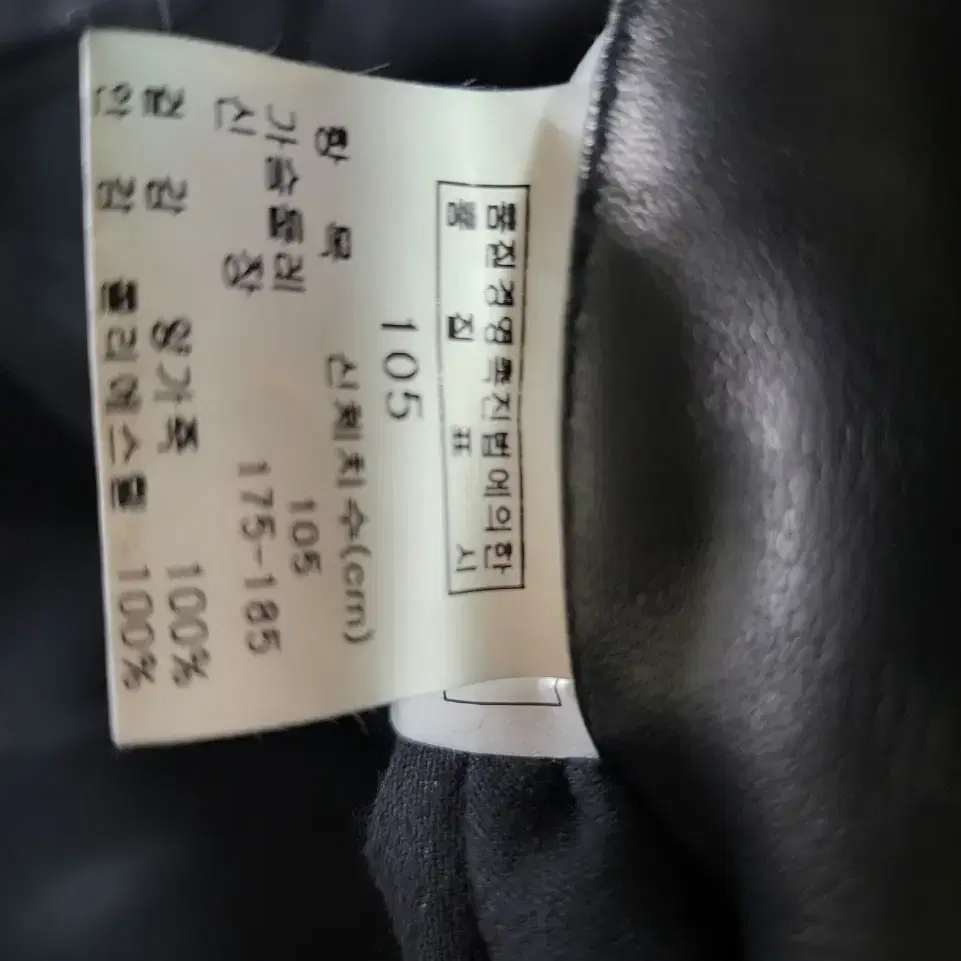 품질경영촉진법에의한
품 질 표 시
105
항 목 신체치수(cm)
가슴둘레 105
신 장 175-185
겉 감 양가죽 100%
안 감 폴리에스텔 100%